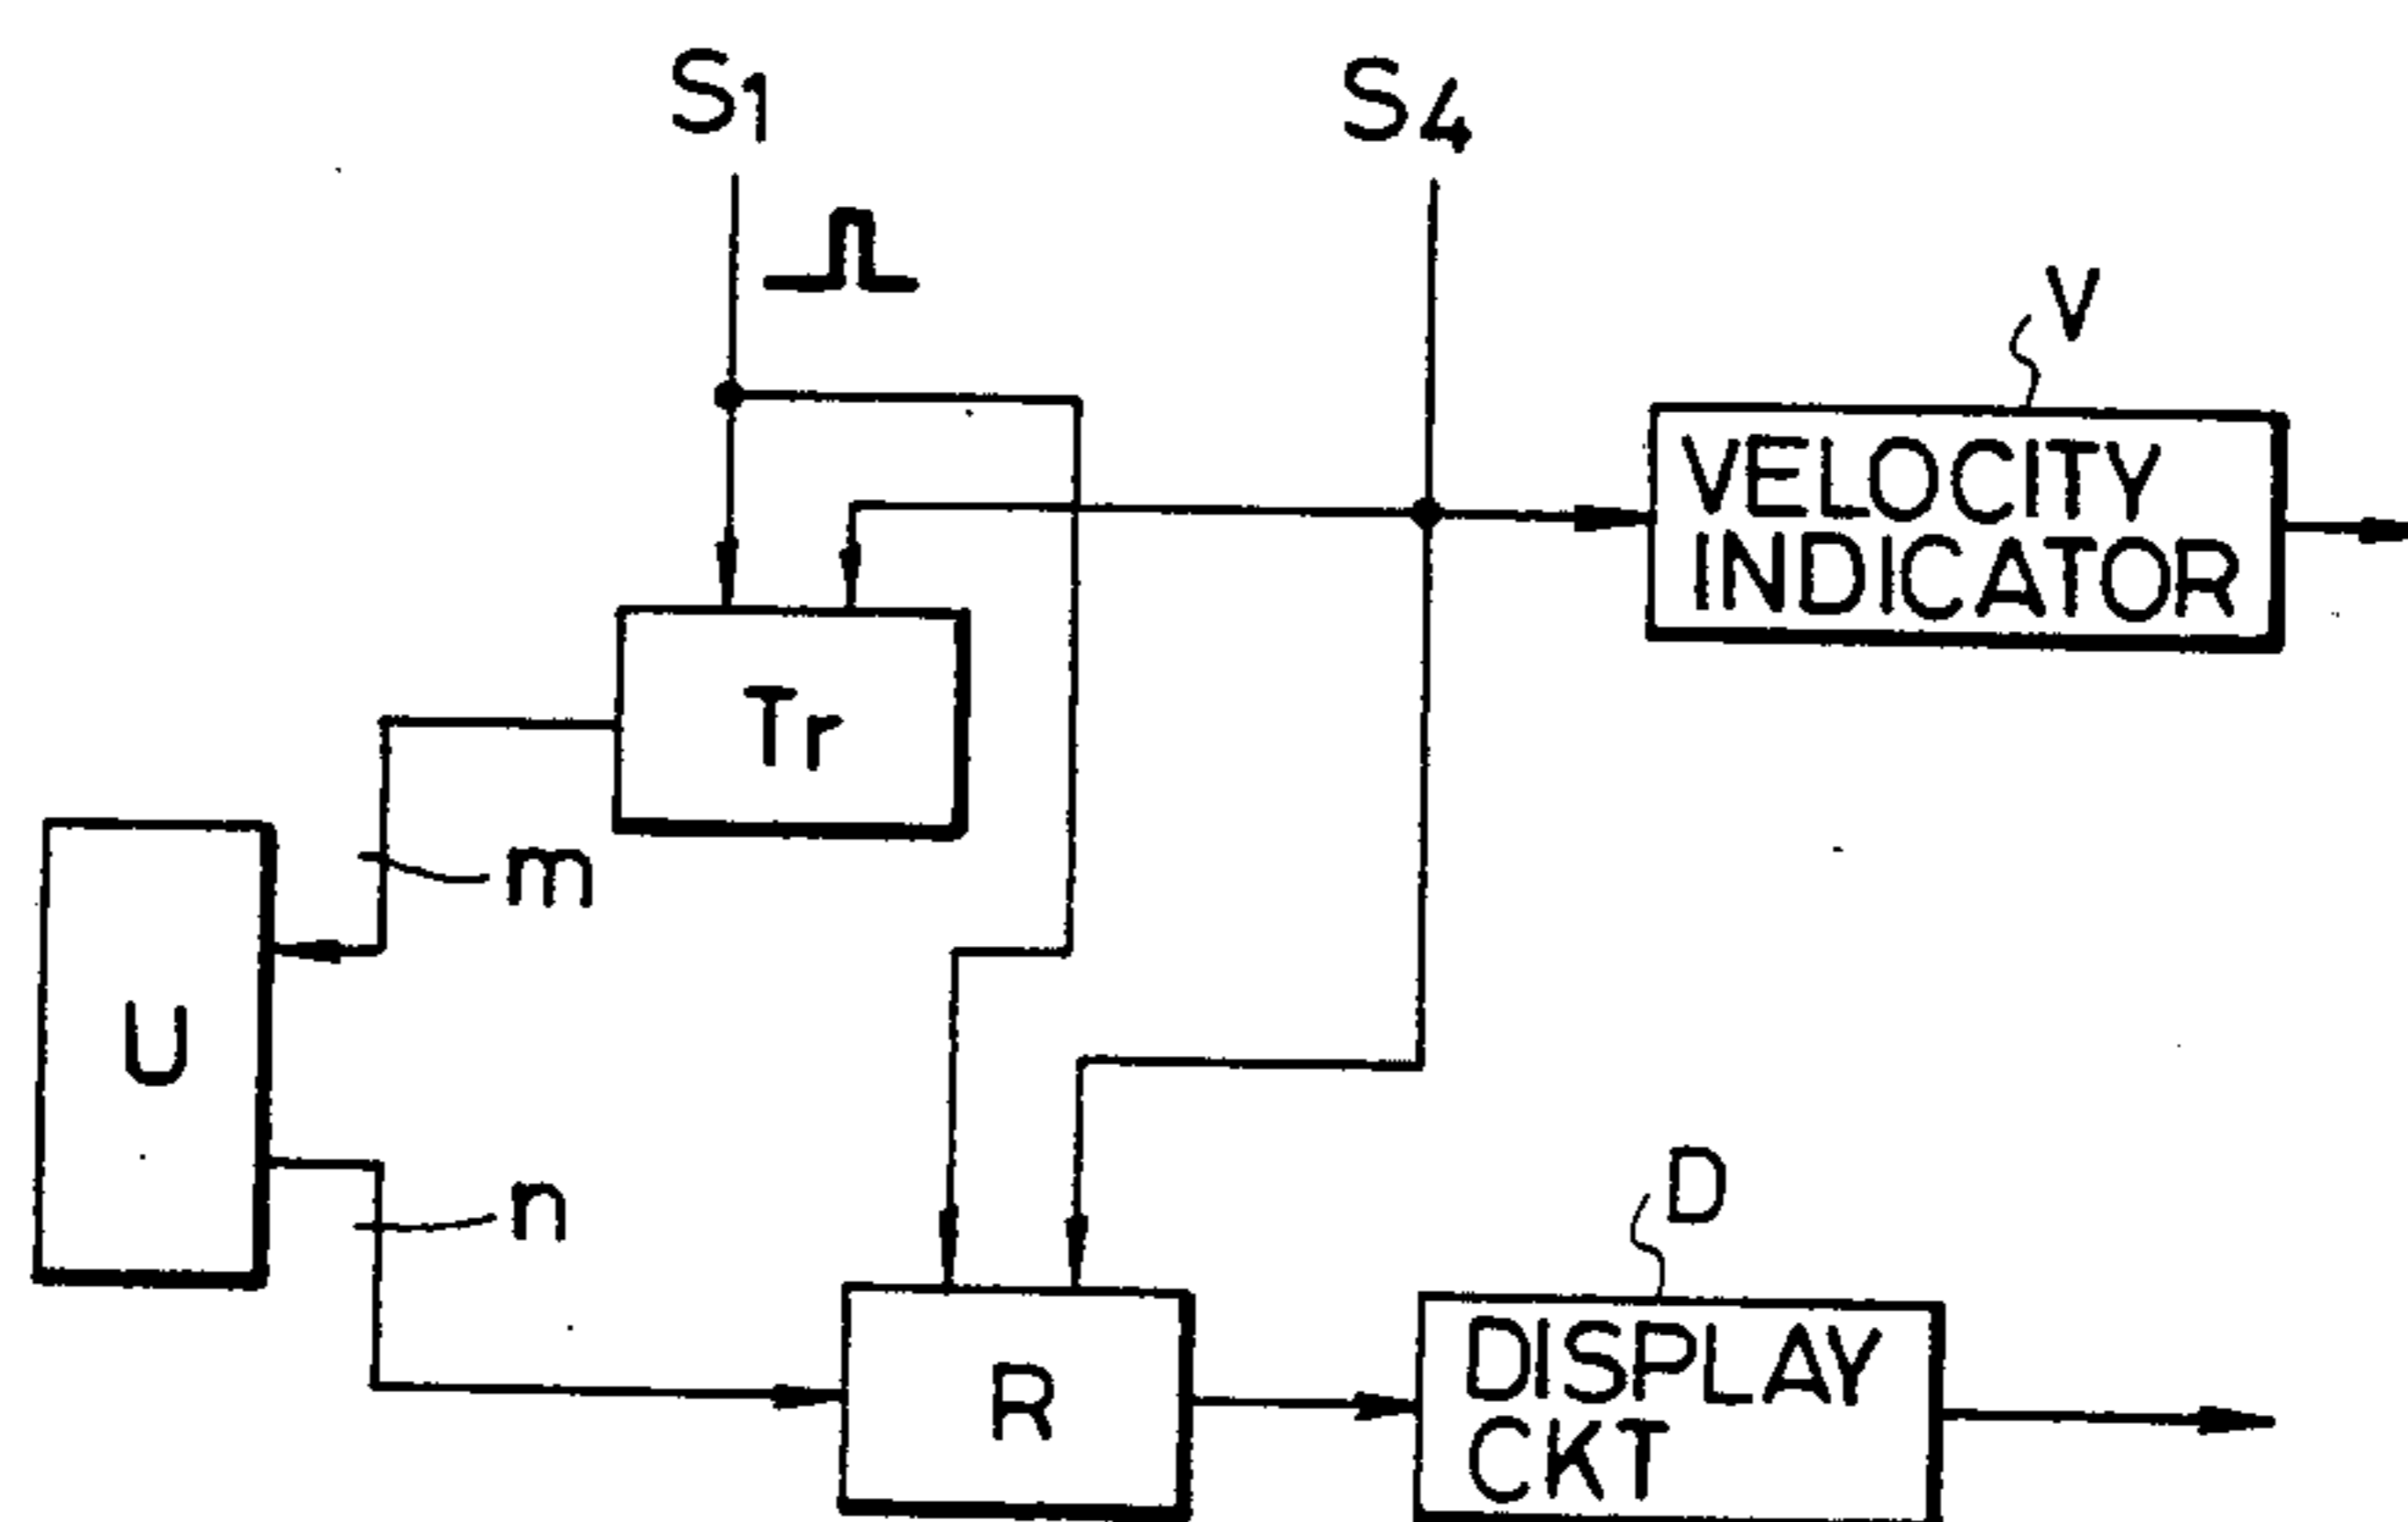 S1
S4
V
VELOCITY
INDICATOR
Tr
m
U
n
D
R
DISPLAY
CKT